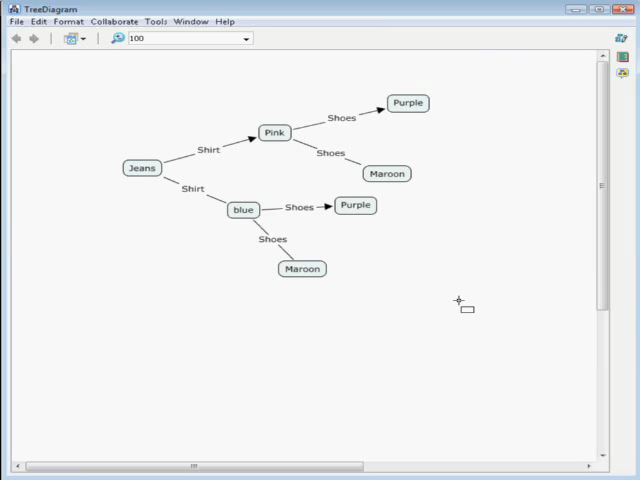 TreeDiagram
File Edit Format Collaborate Tools Window Help
100
Purple
Shoes
Pink
Shirt
Shoes
Jeans
Maroon
Shirt
blue
Shoes
Purple
Shoes
Maroon